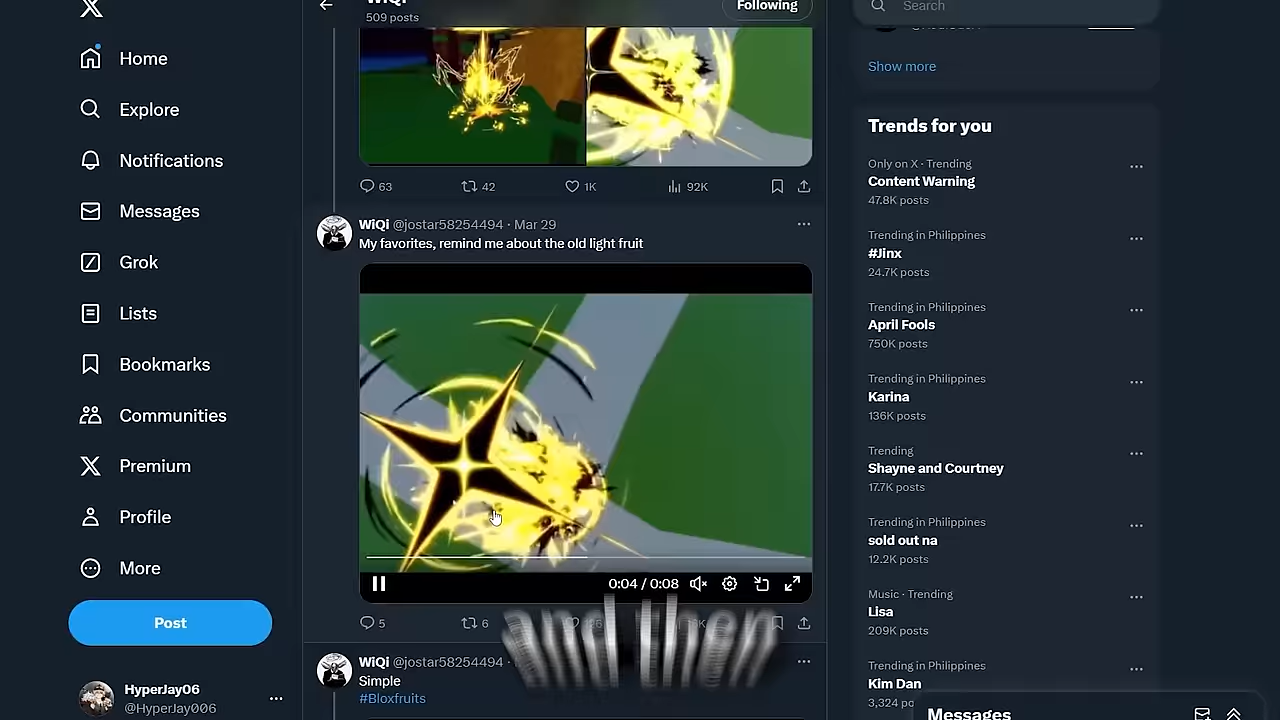 Home
Explore
Notifications
Messages
Grok
Lists
Bookmarks
Communities
Premium
Profile
More
Post
HyperJay06
@HyperJay006
509 posts
Following
63
42
1K
92K
WiQi @jostar58254494 · Mar 29
My favorites, remind me about the old light fruit
0:04 / 0:08
5
6
and then
WiQi @jostar58254494 ·
Simple
#Bloxfruits
Search
Show more
Trends for you
Only on X · Trending
Content Warning
47.8K posts
Trending in Philippines
#Jinx
24.7K posts
Trending in Philippines
April Fools
750K posts
Trending in Philippines
Karina
136K posts
Trending
Shayne and Courtney
17.7K posts
Trending in Philippines
sold out na
12.2K posts
Music · Trending
Lisa
209K posts
Trending in Philippines
Kim Dan
3,324 po
Messages